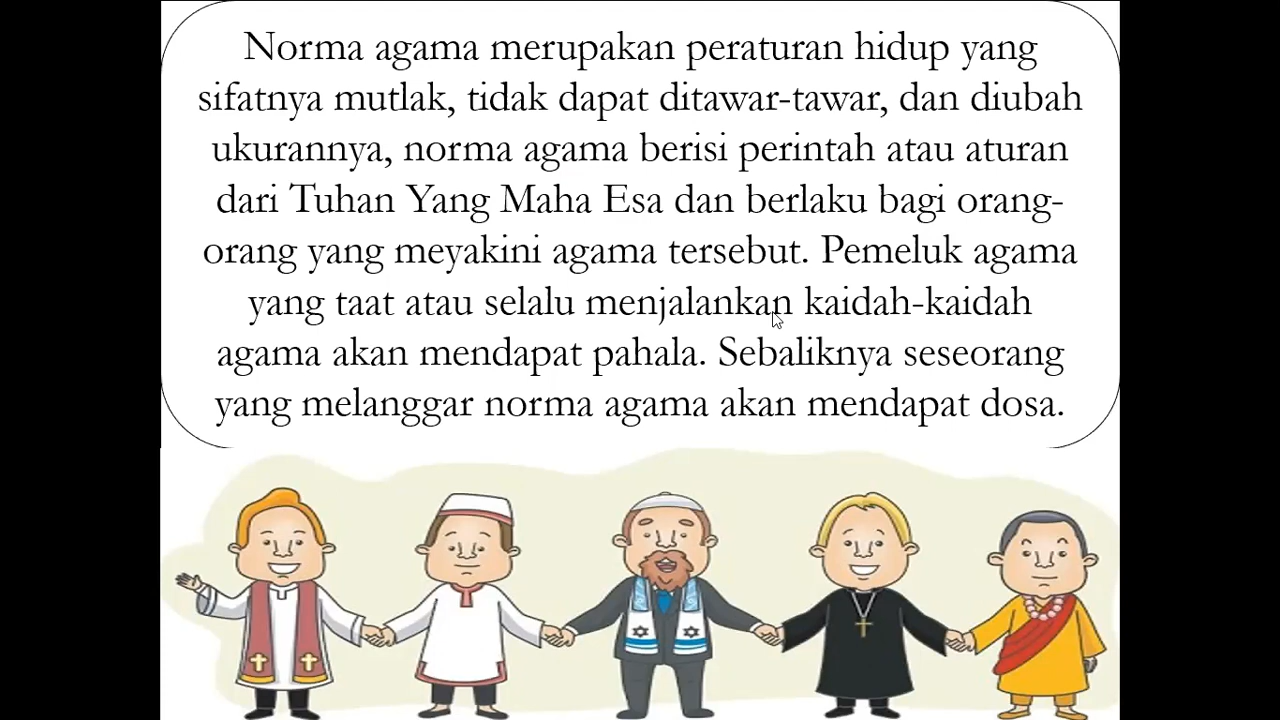 Norma agama merupakan peraturan hidup yang
sifatnya mutlak, tidak dapat ditawar-tawar, dan diubah
ukurannya, norma agama berisi perintah atau aturan
dari Tuhan Yang Maha Esa dan berlaku bagi orang-
orang yang meyakini agama tersebut. Pemeluk agama
yang taat atau selalu menjalankan kaidah-kaidah
agama akan mendapat pahala. Sebaliknya seseorang
yang melanggar norma agama akan mendapat dosa.